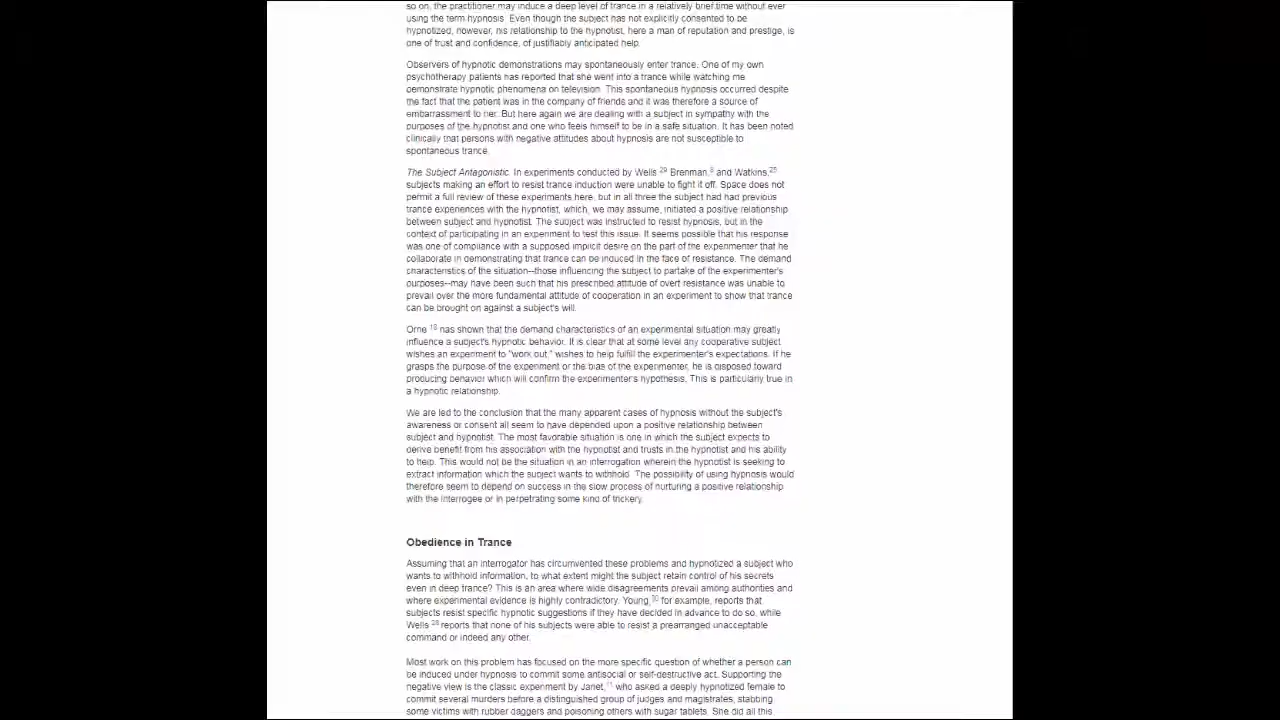 so on, the practitioner may induce a deep level of trance in a relatively brief time without ever
using the term hypnosis. Even though the subject has not explicitly consented to be
hypnotized, however, his relationship to the hypnotist, here a man of reputation and prestige, is
one of trust and confidence, of justifiably anticipated help.
Observers of hypnotic demonstrations may spontaneously enter trance. One of my own
psychotherapy patients has reported that she went into a trance while watching me
demonstrate hypnotic phenomena on television. This spontaneous hypnosis occurred despite
the fact that the patient was in the company of friends and it was therefore a source of
embarrassment to her. But here again we are dealing with a subject in sympathy with the
purposes of the hypnotist and one who feels himself to be in a safe situation. It has been noted
clinically that persons with negative attitudes about hypnosis are not susceptible to
spontaneous trance.
The Subject Antagonistic. In experiments conducted by Wells 29 Brenman,8 and Watkins,25
subjects making an effort to resist trance induction were unable to fight it off. Space does not
permit a full review of these experiments here, but in all three the subject had had previous
trance experiences with the hypnotist, which, we may assume, initiated a positive relationship
between subject and hypnotist. The subject was instructed to resist hypnosis, but in the
context of participating in an experiment to test this issue. It seems possible that his response
was one of compliance with a supposed implicit desire on the part of the experimenter that he
collaborate in demonstrating that trance can be induced in the face of resistance. The demand
characteristics of the situation--those influencing the subject to partake of the experimenter's
purposes--may have been such that his prescribed attitude of overt resistance was unable to
prevail over the more fundamental attitude of cooperation in an experiment to show that trance
can be brought on against a subject's will.
Orne 18 has shown that the demand characteristics of an experimental situation may greatly
influence a subject's hypnotic behavior. It is clear that at some level any cooperative subject
wishes an experiment to "work out," wishes to help fulfill the experimenter's expectations. If he
grasps the purpose of the experiment or the bias of the experimenter, he is disposed toward
producing behavior which will confirm the experimenter's hypothesis. This is particularly true in
a hypnotic relationship.
We are led to the conclusion that the many apparent cases of hypnosis without the subject's
awareness or consent all seem to have depended upon a positive relationship between
subject and hypnotist. The most favorable situation is one in which the subject expects to
derive benefit from his association with the hypnotist and trusts in the hypnotist and his ability
to help. This would not be the situation in an interrogation wherein the hypnotist is seeking to
extract information which the subject wants to withhold. The possibility of using hypnosis would
therefore seem to depend on success in the slow process of nurturing a positive relationship
with the interrogee or in perpetrating some kind of trickery.
Obedience in Trance
Assuming that an interrogator has circumvented these problems and hypnotized a subject who
wants to withhold information, to what extent might the subject retain control of his secrets
even in deep trance? This is an area where wide disagreements prevail among authorities and
where experimental evidence is highly contradictory. Young,30 for example, reports that
subjects resist specific hypnotic suggestions if they have decided in advance to do so, while
Wells 28 reports that none of his subjects were able to resist a prearranged unacceptable
command or indeed any other.
Most work on this problem has focused on the more specific question of whether a person can
be induced under hypnosis to commit some antisocial or self-destructive act. Supporting the
negative view is the classic experiment by Janet,11 who asked a deeply hypnotized female to
commit several murders before a distinguished group of judges and magistrates, stabbing
some victims with rubber daggers and poisoning others with sugar tablets. She did all this